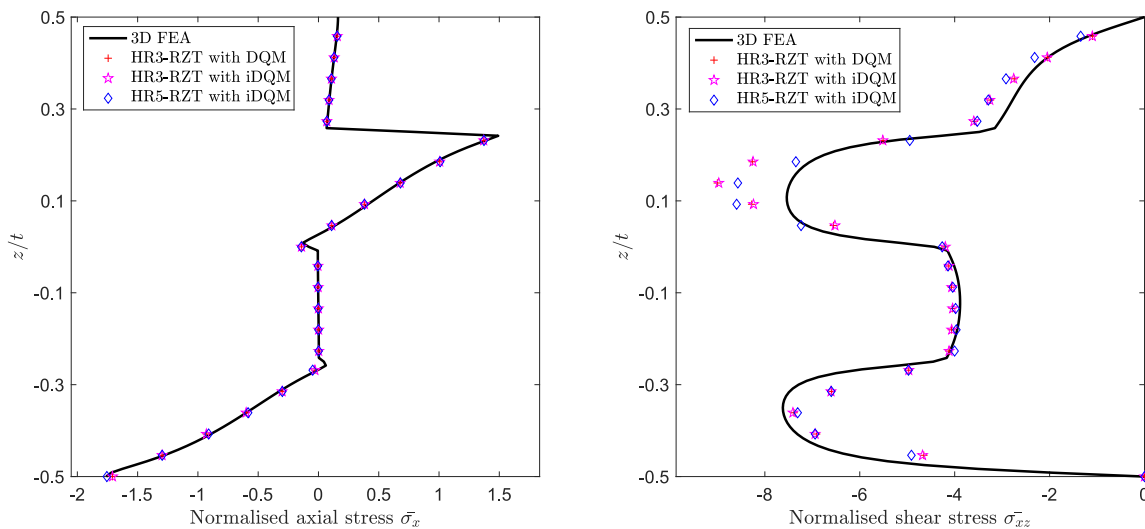 0.5
0.3
0.1
-0.1
-0.3
-0.5
z/t
3D FEA
HR3-RZT with DQM
HR3-RZT with iDQM
HR5-RZT with iDQM
-2 -1.5 -1 -0.5 0 0.5 1 1.5
Normalised axial stress σ̄_x
0.5
0.3
0.1
-0.1
-0.3
-0.5
z/t
3D FEA
HR3-RZT with DQM
HR3-RZT with iDQM
HR5-RZT with iDQM
-8 -6 -4 -2 0
Normalised shear stress σ̄_xz